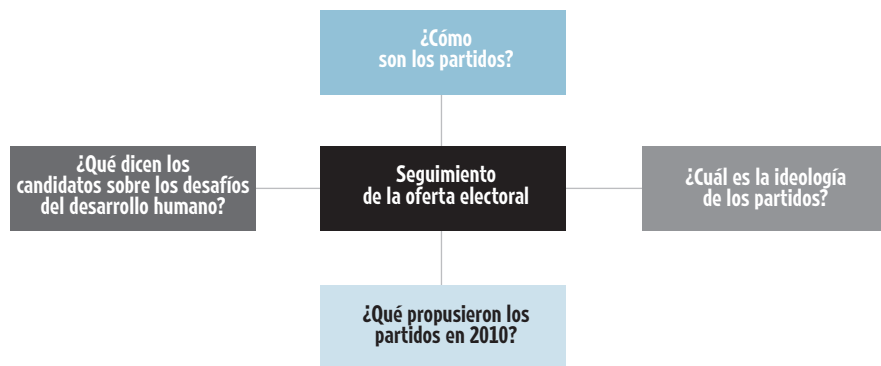 ¿Cómo
son los partidos?
¿Qué dicen los
candidatos sobre los desafíos
del desarrollo humano?
Seguimiento
de la oferta electoral
¿Cuál es la ideología
de los partidos?
¿Qué propusieron los
partidos en 2010?